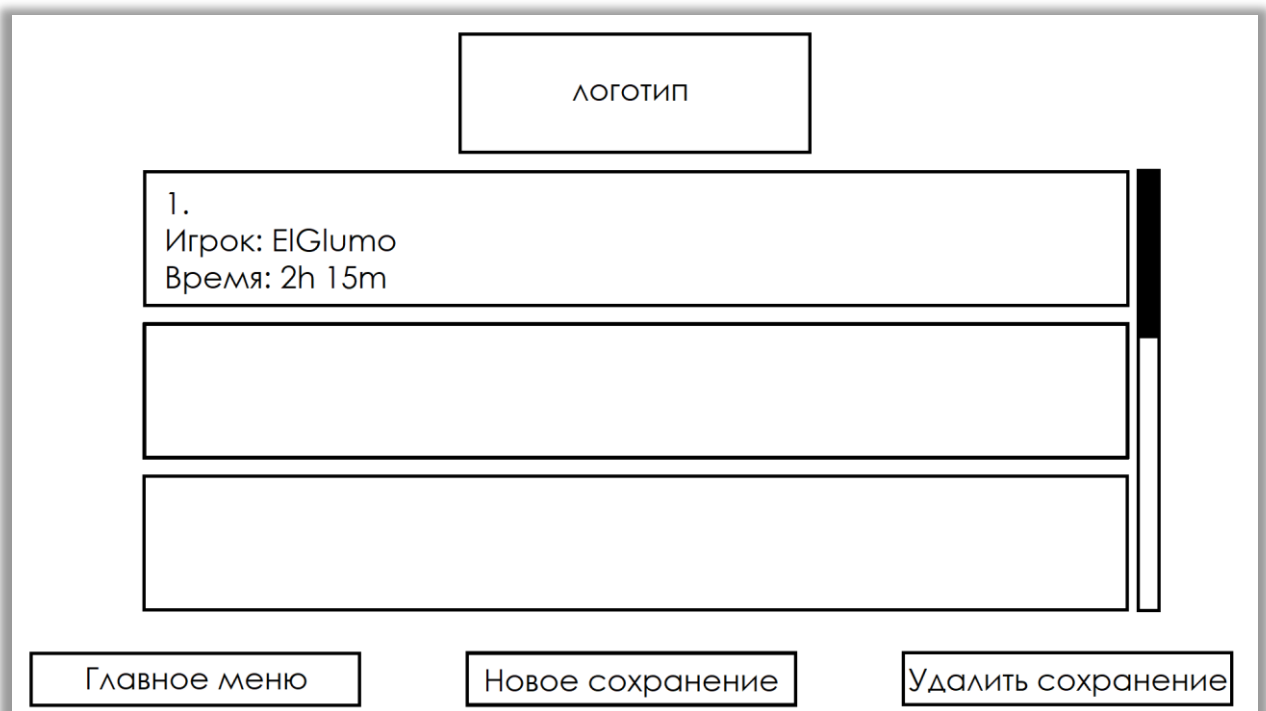 логотип
1.
Игрок: ElGlumo
Время: 2h 15m
Главное меню
Новое сохранение
Удалить сохранение